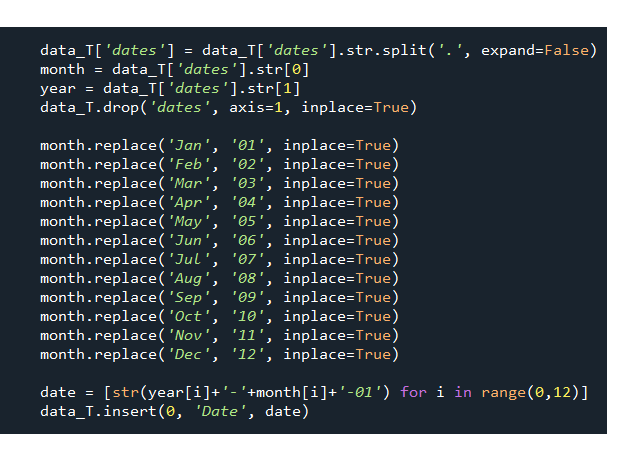 data_T['dates'] = data_T['dates'].str.split('.', expand=False)
month = data_T['dates'].str[0]
year = data_T['dates'].str[1]
data_T.drop('dates', axis=1, inplace=True)

month.replace('Jan', '01', inplace=True)
month.replace('Feb', '02', inplace=True)
month.replace('Mar', '03', inplace=True)
month.replace('Apr', '04', inplace=True)
month.replace('May', '05', inplace=True)
month.replace('Jun', '06', inplace=True)
month.replace('Jul', '07', inplace=True)
month.replace('Aug', '08', inplace=True)
month.replace('Sep', '09', inplace=True)
month.replace('Oct', '10', inplace=True)
month.replace('Nov', '11', inplace=True)
month.replace('Dec', '12', inplace=True)

date = [str(year[i]+'-'+month[i]+'-01') for i in range(0,12)]
data_T.insert(0, 'Date', date)